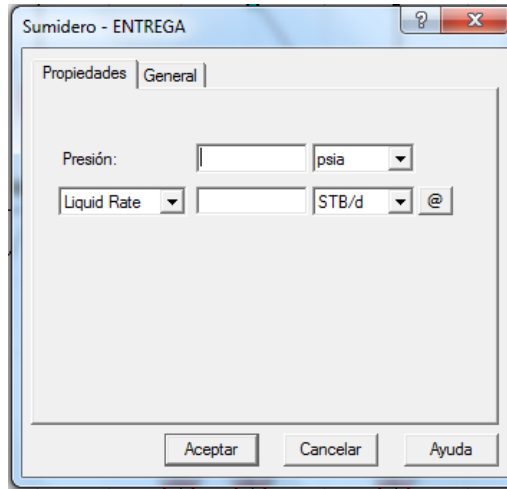 Sumidero - ENTREGA
?
Propiedades General
Presión: psia
Liquid Rate STB/d @
Aceptar Cancelar Ayuda